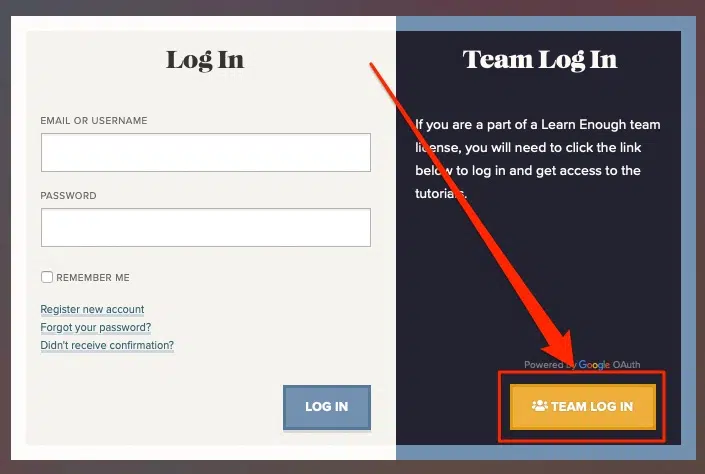 Log In
EMAIL OR USERNAME
PASSWORD
REMEMBER ME
Register new account
Forgot your password?
Didn't receive confirmation?
LOG IN
Team Log In
If you are a part of a Learn Enough team
license, you will need to click the link
below to log in and get access to the
tutorials.
Powered by Google OAuth
TEAM LOG IN